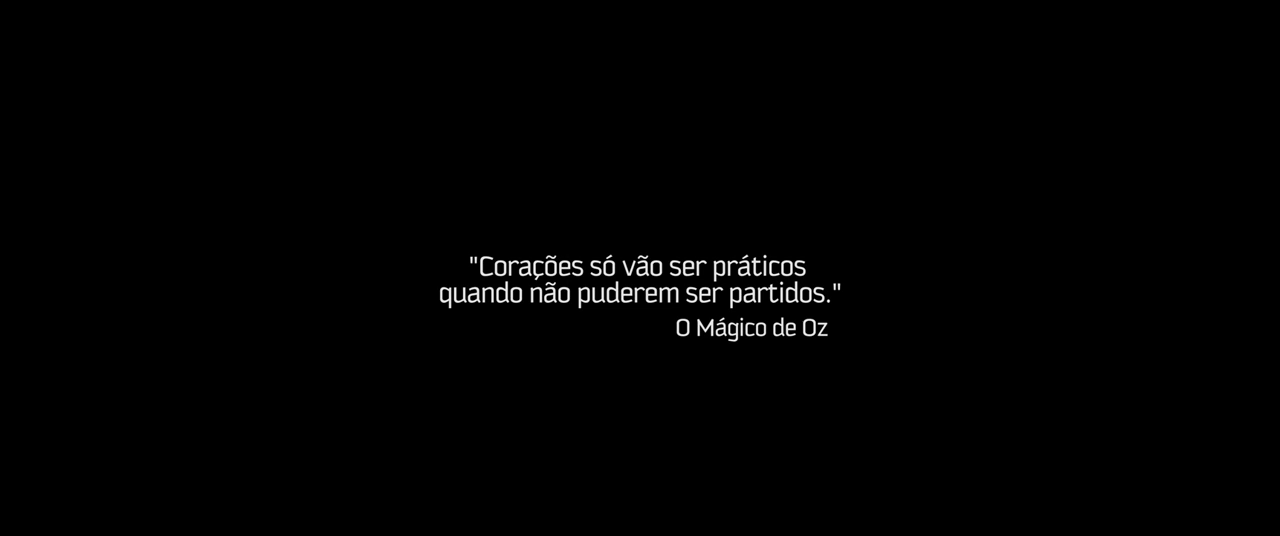 "Corações só vão ser práticos
quando não puderem ser partidos."
O Mágico de Oz